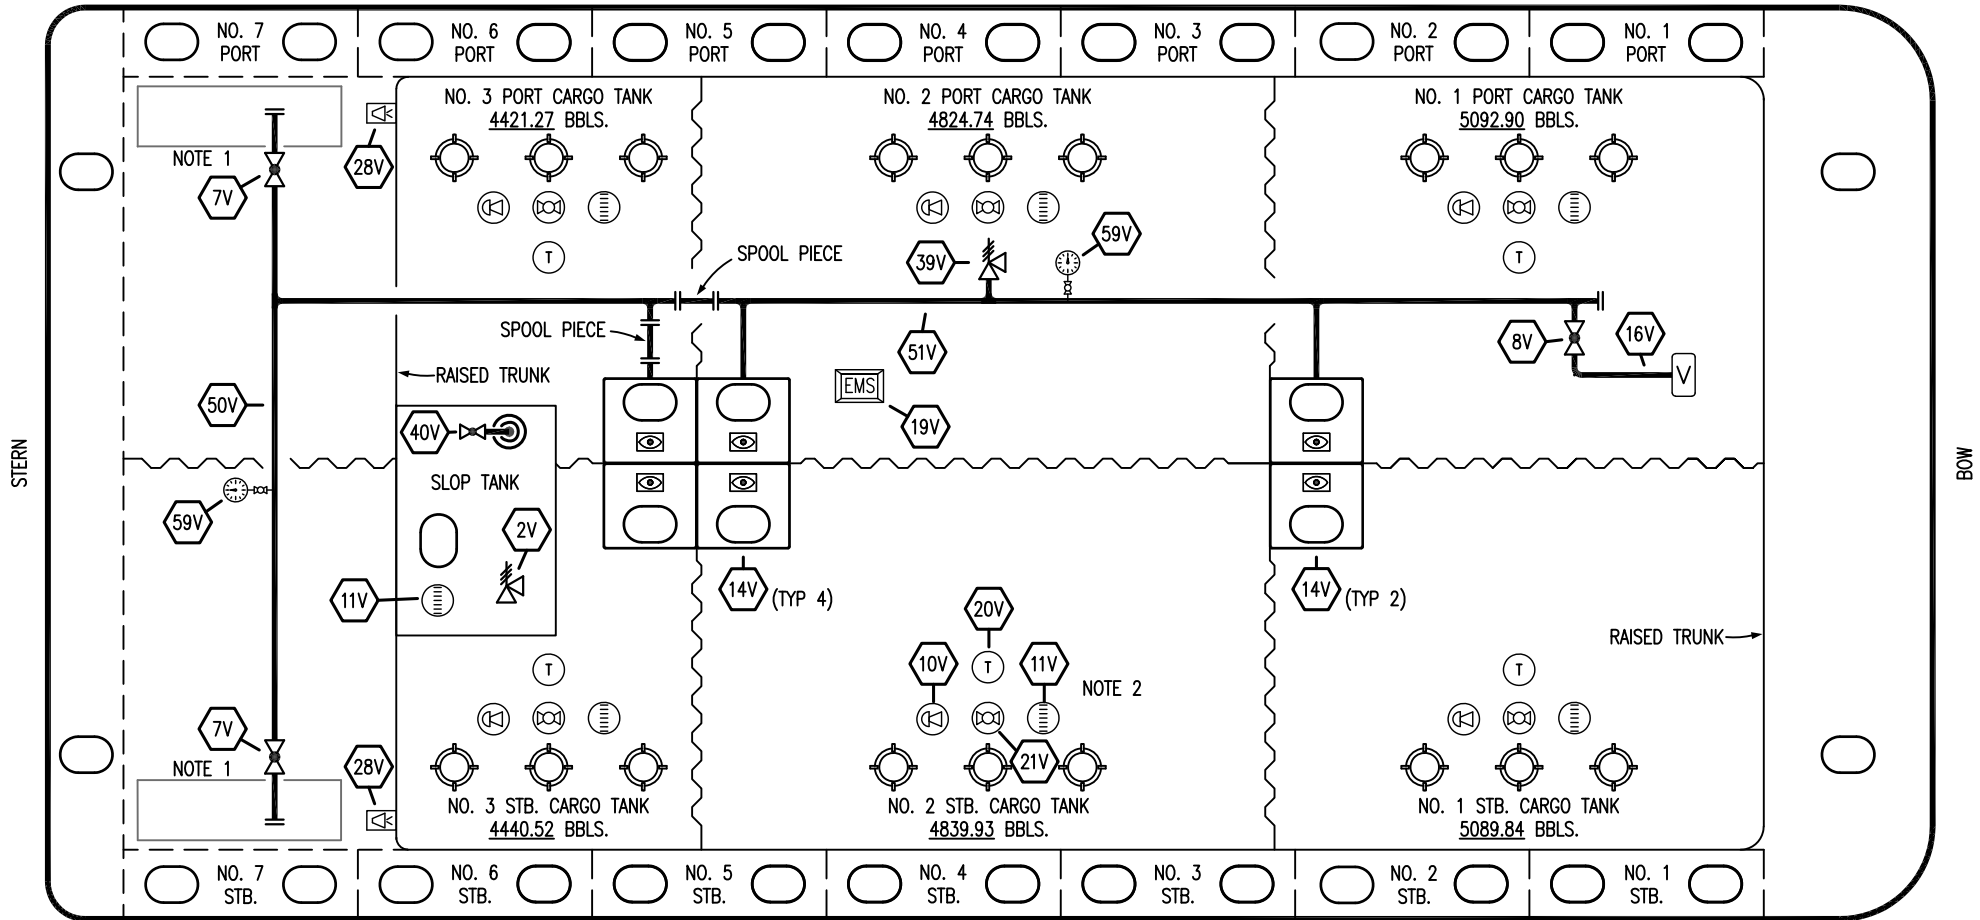 NO. 7 PORT
NO. 6 PORT
NO. 5 PORT
NO. 4 PORT
NO. 3 PORT
NO. 2 PORT
NO. 1 PORT
NO. 3 PORT CARGO TANK
4421.27 BBLS.
NO. 2 PORT CARGO TANK
4824.74 BBLS.
NO. 1 PORT CARGO TANK
5092.90 BBLS.
NOTE 1
7V
28V
T
SPOOL PIECE
39V
59V
T
SPOOL PIECE
51V
8V
16V
V
RAISED TRUNK
EMS
19V
50V
40V
STERN
BOW
SLOP TANK
59V
2V
11V
14V
(TYP 4)
14V
(TYP 2)
20V
RAISED TRUNK
T
10V
T
11V
NOTE 2
T
7V
28V
21V
NOTE 1
NO. 3 STB. CARGO TANK
4440.52 BBLS.
NO. 2 STB. CARGO TANK
4839.93 BBLS.
NO. 1 STB. CARGO TANK
5089.84 BBLS.
NO. 7 STB.
NO. 6 STB.
NO. 5 STB.
NO. 4 STB.
NO. 3 STB.
NO. 2 STB.
NO. 1 STB.